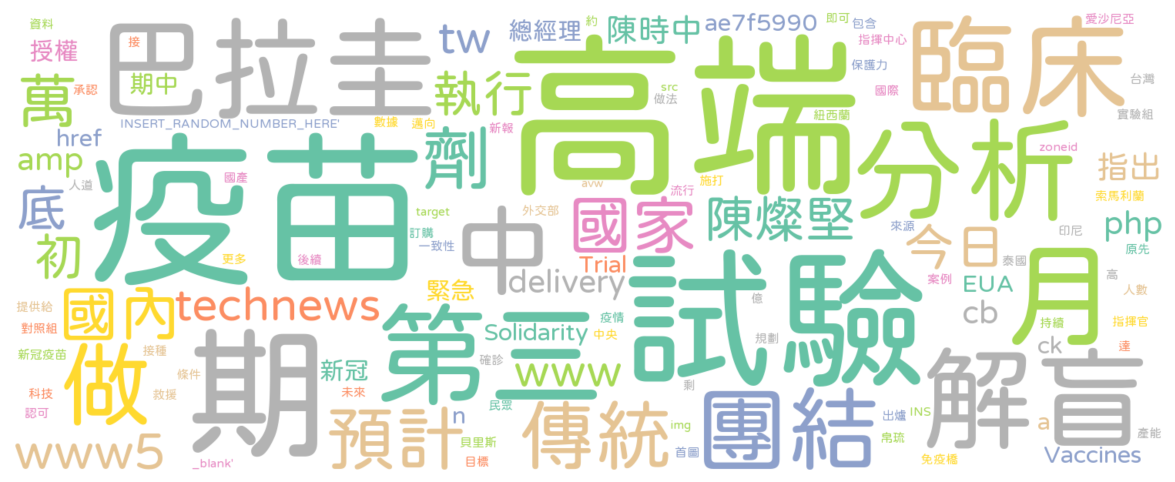 資料
授權
接
萬
承認
期中
巴拉圭
約
總經理
tw
執行
陳時中
ae7f5990
即可
包含
指揮中心
保護力
國際
愛沙尼亞
臨床
台灣
實驗組
src
做法
紐西蘭
高端
href
INSERT_RANDOM_NUMBER_HERE'
數據
邁向
新報
zoneid
amp
人道
國產
疫苗
劑
avw
流行
施打
分析
指出
底
target
訂購
一致性
外交部
國家
陳燦堅
來源
索馬利蘭
php
初
更多
後續
中
Trial
今日
印尼
泰國
原先
月
提供給
國內
technews
緊急
delivery
億
試驗
案例
高
EUA
人數
對照組
第三
Solidarity
疫情
中央
規劃
cb
持續
指揮官
新冠疫苗
接種
做
期
新冠
確診
www
剩
ck
達
科技
條件
救援
未來
解盲
認可
預計
n
民眾
傳統
團結
出爐
INS
a
產能
www5
_blank'
貝里斯
目標
img
首圖
帛琉
免疫橋
Vaccines